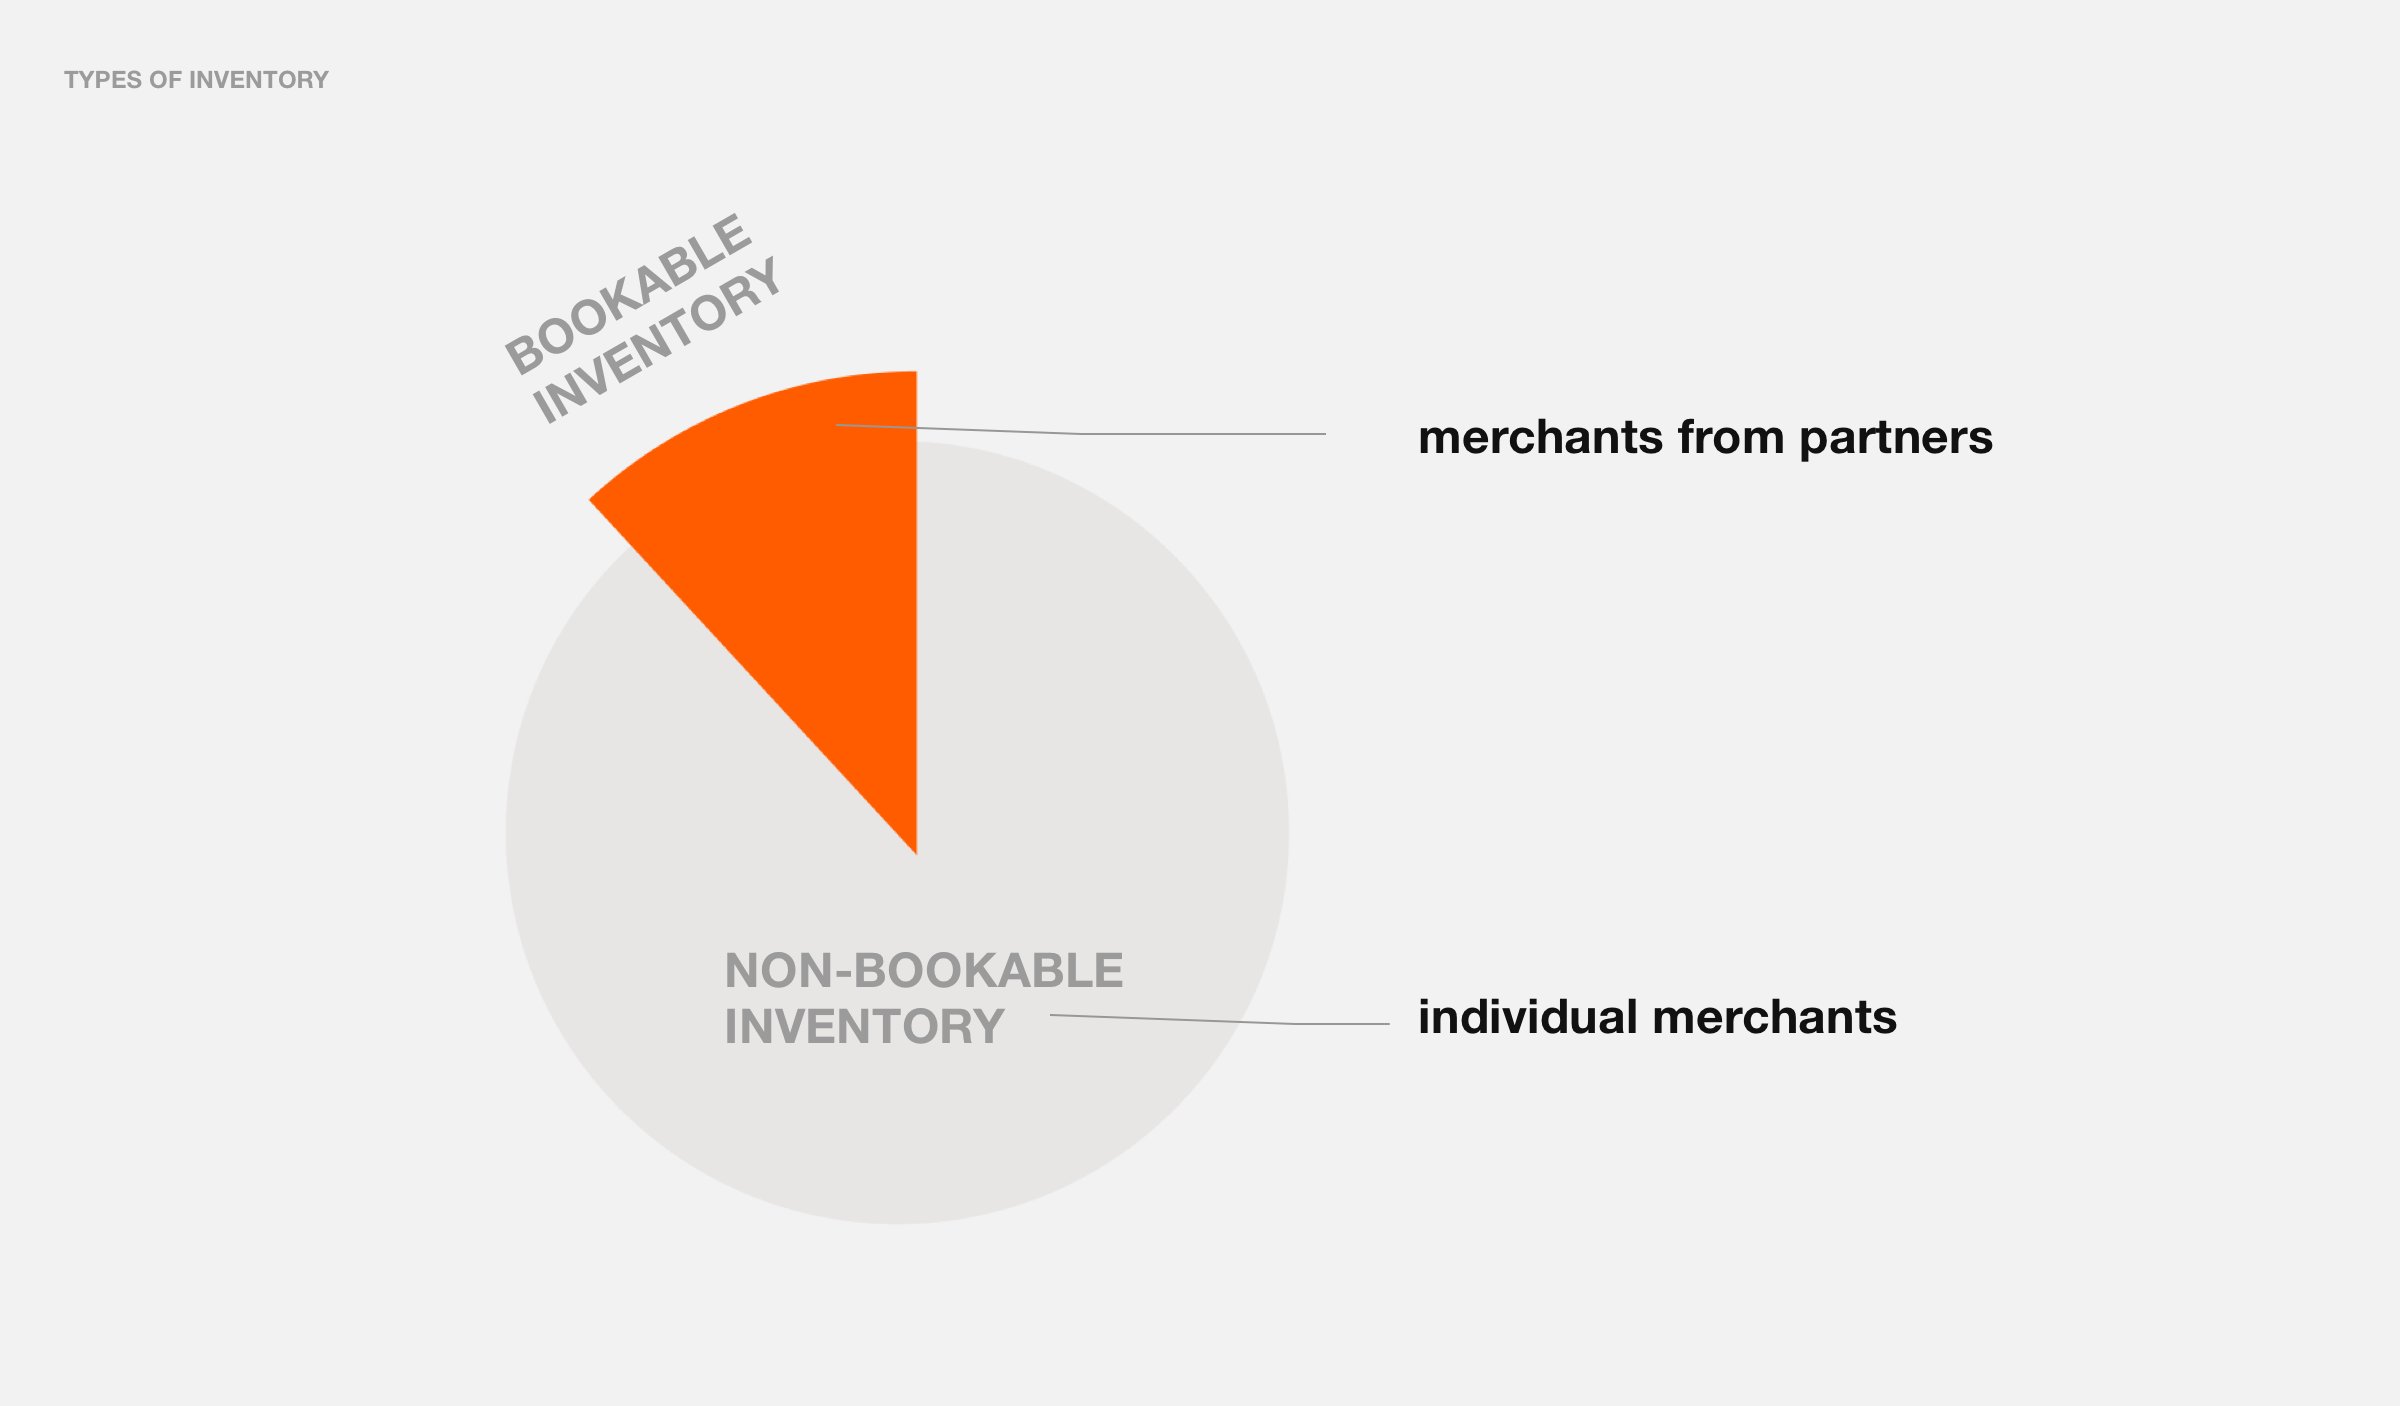 TYPES OF INVENTORY
BOOKABLE
INVENTORY
merchants from partners
NON-BOOKABLE
INVENTORY
individual merchants